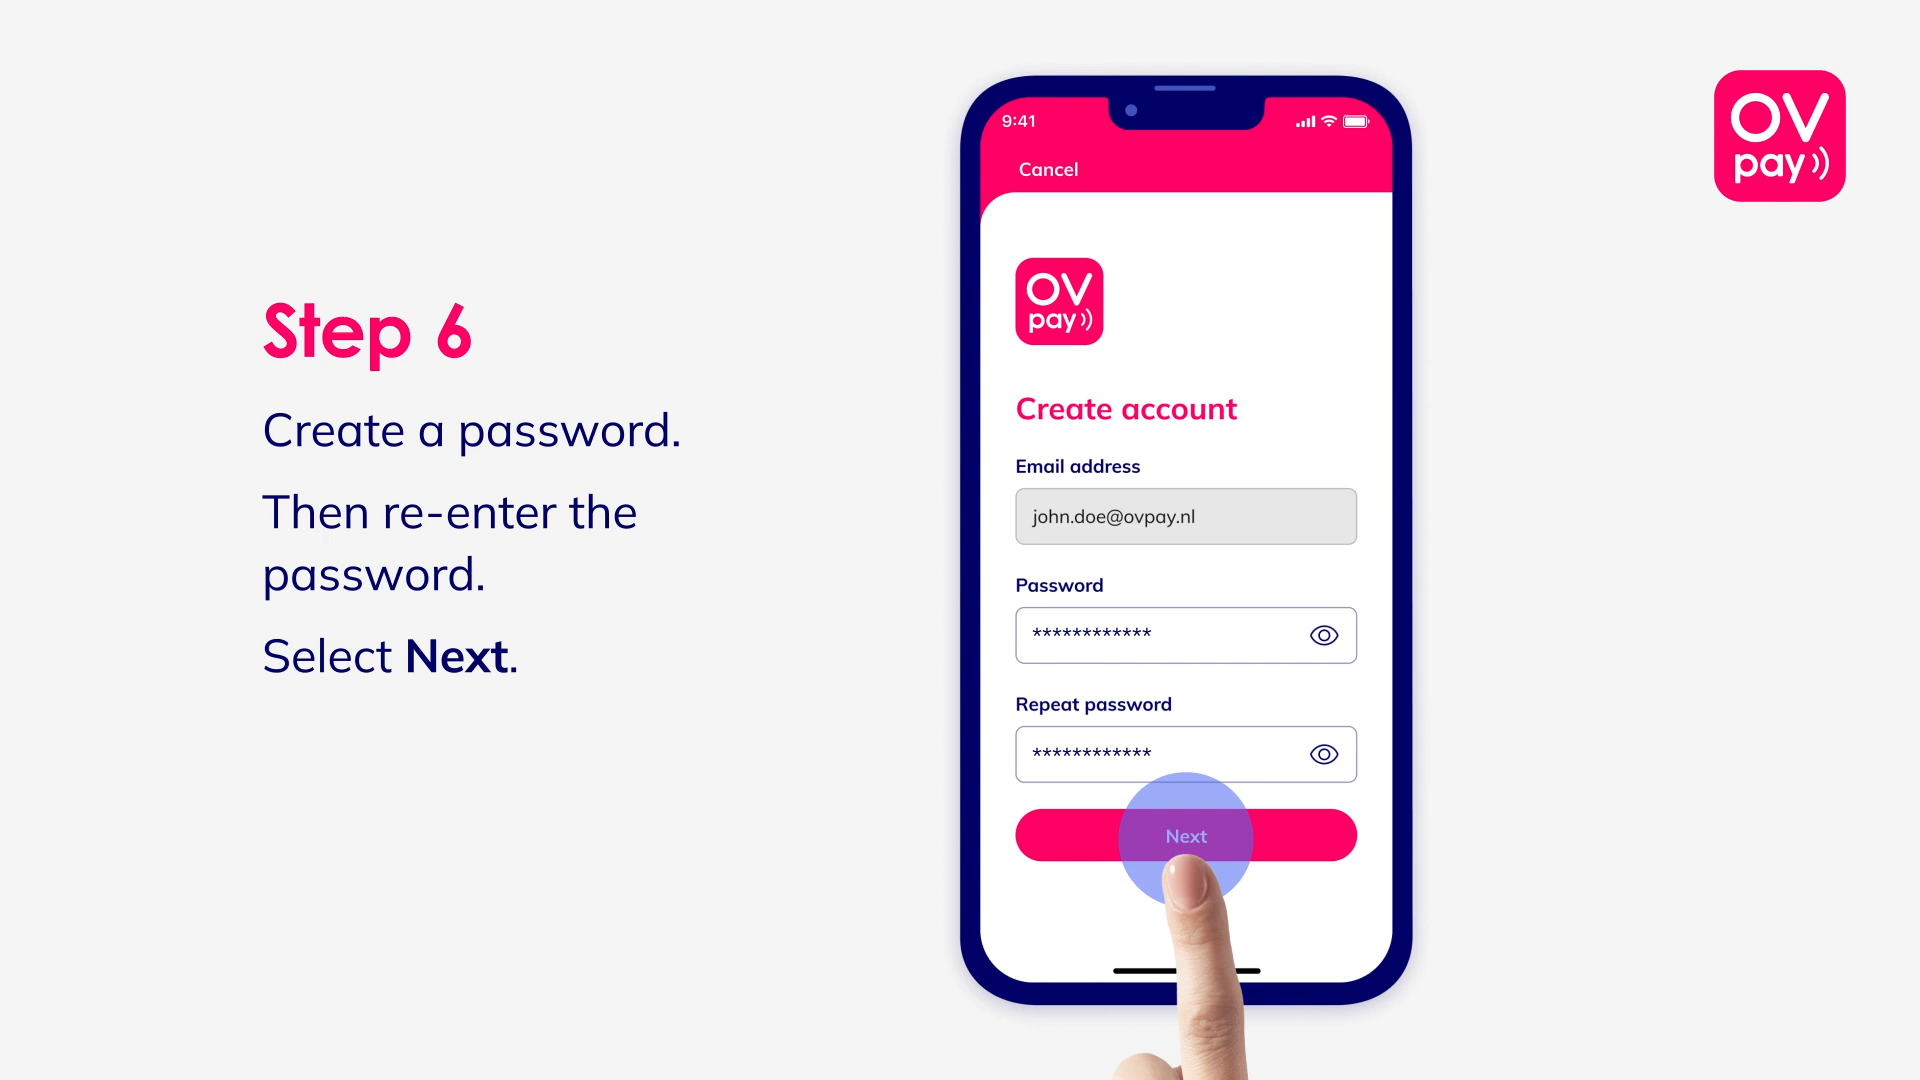 Step 6
Create a password.
Then re-enter the
password.
Select Next.
9:41
Cancel
OV
pay
Create account
Email address
john.doe@ovpay.nl
Password
************
Repeat password
************
Next
OV
pay